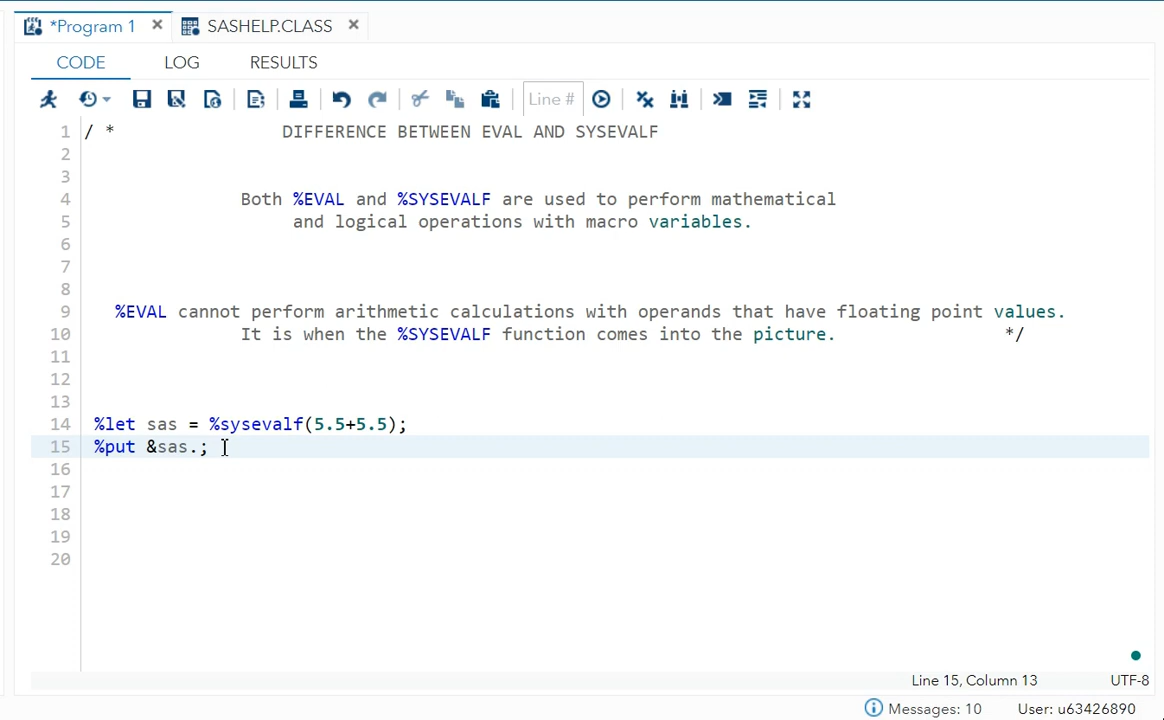 *Program 1 × SASHELP.CLASS ×
CODE LOG RESULTS
Line #
1 / * DIFFERENCE BETWEEN EVAL AND SYSEVALF
2
3
4 Both %EVAL and %SYSEVALF are used to perform mathematical
5 and logical operations with macro variables.
6
7
8
9 %EVAL cannot perform arithmetic calculations with operands that have floating point values.
10 It is when the %SYSEVALF function comes into the picture. */
11
12
13
14 %let sas = %sysevalf(5.5+5.5);
15 %put &sas.;
16
17
18
19
20
Line 15, Column 13 UTF-8
Messages: 10 User: u63426890